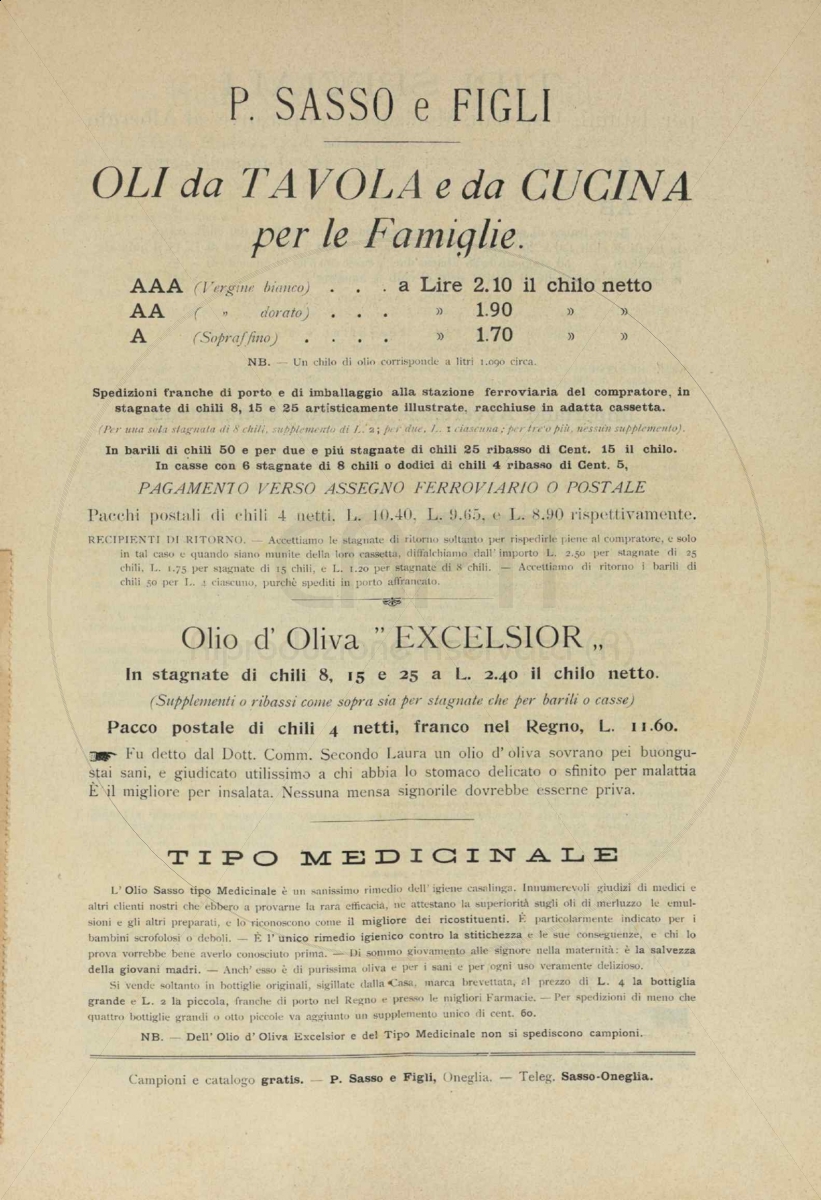 P. SASSO e FIGLI
OLI da TAVOLA e da CUCINA
per le Famiglie.
AAA (Vergine bianco) . . . a Lire 2.10 il chilo netto
AA ( „ dorato) . . . » 1.90 » »
A (Sopraffino) . . . . » 1.70 » »
NB. — Un chilo di olio corrisponde a litri 1.090 circa.
Spedizioni franche di porto e di imballaggio alla stazione ferroviaria del compratore, in
stagnate di chili 8, 15 e 25 artisticamente illustrate, racchiuse in adatta cassetta.
(Per una sola stagnata di 8 chili, supplemento di L. 2; per due, L. 1 ciascuna; per tre o più, nessun supplemento).
In barili di chili 50 e per due e più stagnate di chili 25 ribasso di Cent. 15 il chilo.
In casse con 6 stagnate di 8 chili o dodici di chili 4 ribasso di Cent. 5,
PAGAMENTO VERSO ASSEGNO FERROVIARIO O POSTALE
Pacchi postali di chili 4 netti, L. 10.40, L. 9.65, e L. 8.90 rispettivamente.
RECIPIENTI DI RITORNO. — Accettiamo le stagnate di ritorno soltanto per rispedirle piene al compratore, e solo
in tal caso e quando siano munite della loro cassetta, diffalchiamo dall'importo L. 2.50 per stagnate di 25
chili, L. 1.75 per stagnate di 15 chili, e L. 1.20 per stagnate di 8 chili. — Accettiamo di ritorno i barili di
chili 50 per L. 2 ciascuno, purchè spediti in porto affrancato.
Olio d' Oliva " EXCELSIOR „
In stagnate di chili 8, 15 e 25 a L. 2.40 il chilo netto.
(Supplementi o ribassi come sopra sia per stagnate che per barili o casse)
Pacco postale di chili 4 netti, franco nel Regno, L. 11.60.
Fu detto dal Dott. Comm. Secondo Laura un olio d' oliva sovrano pei buongu-
stai sani, e giudicato utilissimo a chi abbia lo stomaco delicato o sfinito per malattia
È il migliore per insalata. Nessuna mensa signorile dovrebbe esserne priva.
TIPO MEDICINALE
L' Olio Sasso tipo Medicinale è un sanissimo rimedio dell' igiene casalinga. Innumerevoli giudizi di medici e
altri clienti nostri che ebbero a provarne la rara efficacia, ne attestano la superiorità sugli oli di merluzzo le emul-
sioni e gli altri preparati, e lo riconoscono come il migliore dei ricostituenti. È particolarmente indicato per i
bambini scrofolosi o deboli. — È l' unico rimedio igienico contro la stitichezza e le sue conseguenze, e chi lo
prova vorrebbe bene averlo conosciuto prima. — Di sommo giovamento alle signore nella maternità: è la salvezza
della giovani madri. — Anch' esso è di purissima oliva e per i sani e per ogni uso veramente delizioso.
Si vende soltanto in bottiglie originali, sigillate dalla Casa, marca brevettata, al prezzo di L. 4 la bottiglia
grande e L. 2 la piccola, franche di porto nel Regno e presso le migliori Farmacie. — Per spedizioni di meno che
quattro bottiglie grandi o otto piccole va aggiunto un supplemento unico di cent. 60.
NB. — Dell' Olio d' Oliva Excelsior e del Tipo Medicinale non si spediscono campioni.
Campioni e catalogo gratis. — P. Sasso e Figli, Oneglia. — Teleg. Sasso-Oneglia.